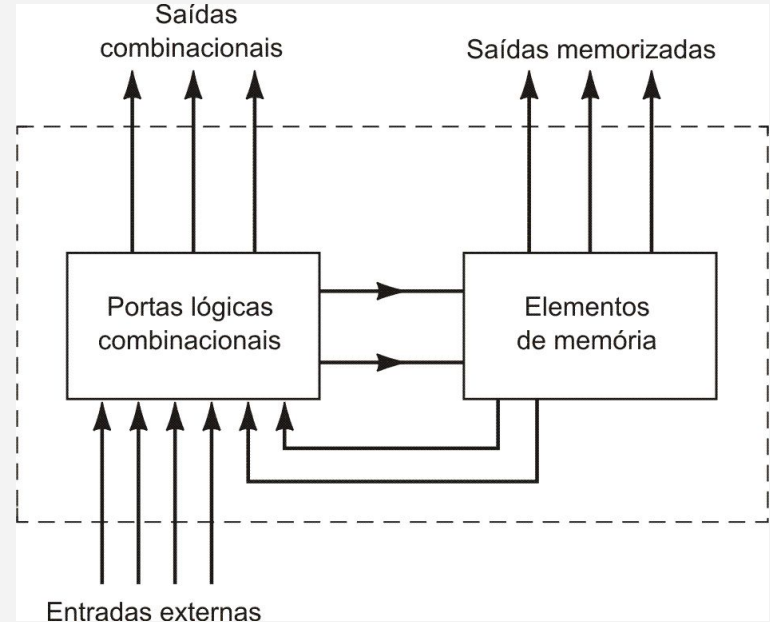 Saídas
combinacionais
Saídas memorizadas
Portas lógicas
combinacionais
Elementos
de memória
Entradas externas